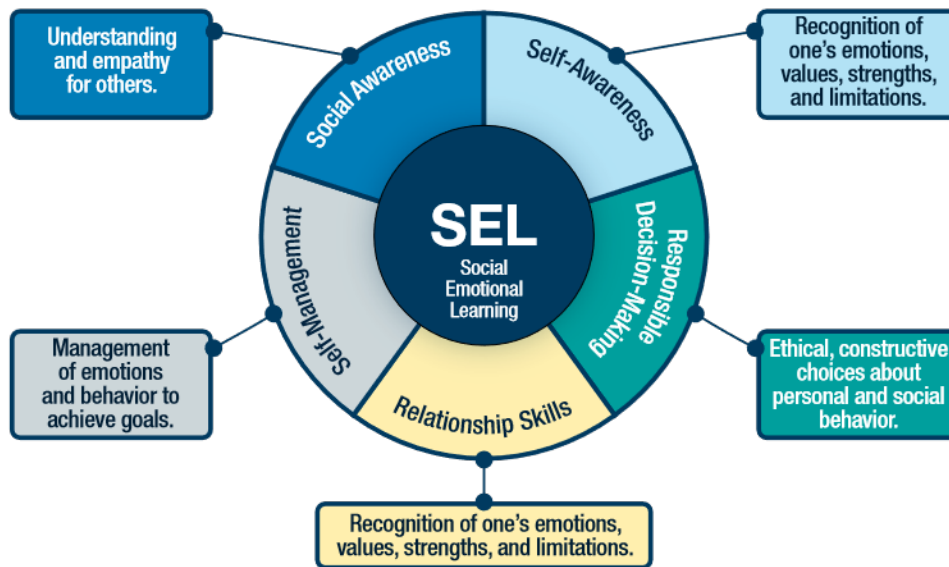 Understanding
and empathy
for others.
Social Awareness
Self-Awareness
Recognition of
one's emotions,
values, strengths,
and limitations.
SEL
Social
Emotional
Learning
Self-Management
Responsible
Decision-Making
Management
of emotions
and behavior to
achieve goals.
Relationship Skills
Ethical, constructive
choices about
personal and social
behavior.
Recognition of one's emotions,
values, strengths, and limitations.